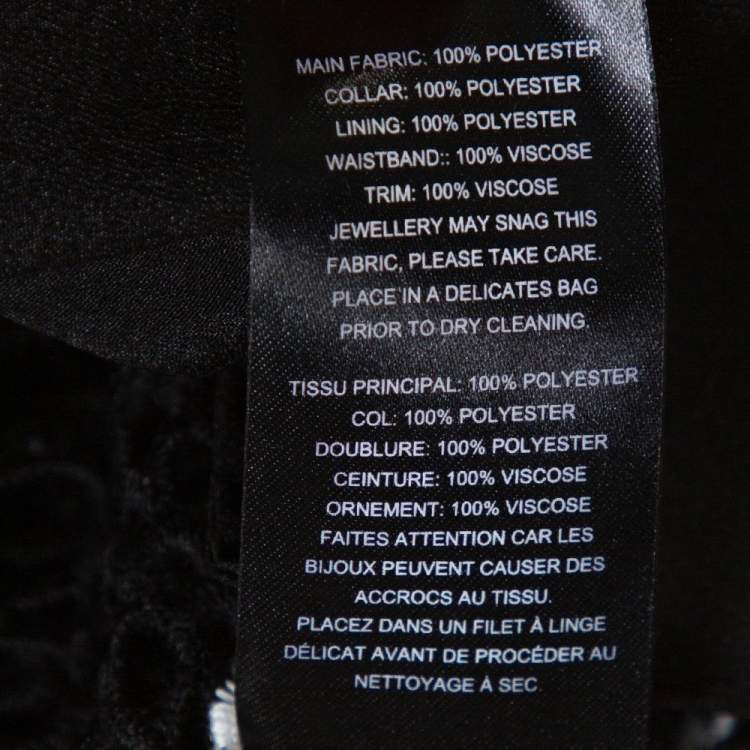 MAIN FABRIC: 100% POLYESTER
COLLAR: 100% POLYESTER
LINING: 100% POLYESTER
WAISTBAND:: 100% VISCOSE
TRIM: 100% VISCOSE
JEWELLERY MAY SNAG THIS
FABRIC, PLEASE TAKE CARE.
PLACE IN A DELICATES BAG
PRIOR TO DRY CLEANING.
TISSU PRINCIPAL: 100% POLYESTER
COL: 100% POLYESTER
DOUBLURE: 100% POLYESTER
CEINTURE: 100% VISCOSE
ORNEMENT: 100% VISCOSE
FAITES ATTENTION CAR LES
BIJOUX PEUVENT CAUSER DES
ACCROCS AU TISSU.
PLACEZ DANS UN FILET À LINGE
DÉLICAT AVANT DE PROCÉDER AU
NETTOYAGE À SEC